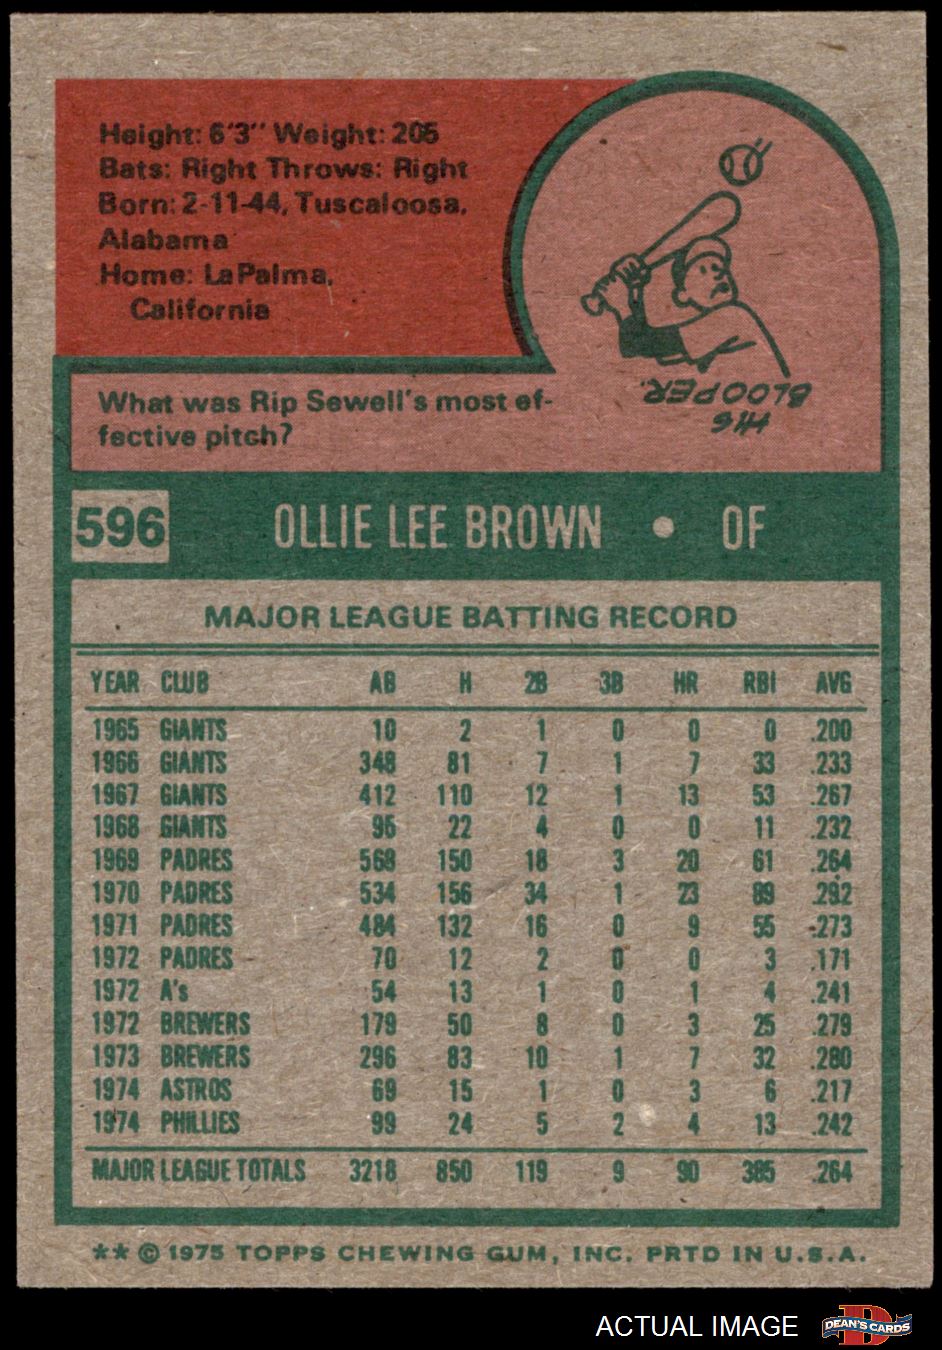 Height: 6'3" Weight: 205
Bats: Right Throws: Right
Born: 2-11-44, Tuscaloosa,
Alabama
Home: La Palma,
California
What was Rip Sewell's most ef-
fective pitch?
HIS
BLOOPER.
596 OLLIE LEE BROWN • OF
MAJOR LEAGUE BATTING RECORD
YEAR CLUB AB H 2B 3B HR RBI AVG
1965 GIANTS 10 2 1 0 0 0 .200
1966 GIANTS 348 81 7 1 7 33 .233
1967 GIANTS 412 110 12 1 13 53 .267
1968 GIANTS 95 22 4 0 0 11 .232
1969 PADRES 568 150 18 3 20 61 .264
1970 PADRES 534 156 34 1 23 89 .292
1971 PADRES 484 132 16 0 9 55 .273
1972 PADRES 70 12 2 0 0 3 .171
1972 A's 54 13 1 0 1 4 .241
1972 BREWERS 179 50 8 0 3 25 .279
1973 BREWERS 296 83 10 1 7 32 .280
1974 ASTROS 69 15 1 0 3 6 .217
1974 PHILLIES 99 24 5 2 4 13 .242
MAJOR LEAGUE TOTALS 3218 850 119 9 90 385 .264
** © 1975 TOPPS CHEWING GUM, INC. PRTD IN U.S.A.
ACTUAL IMAGE
D
DEAN'S CARDS